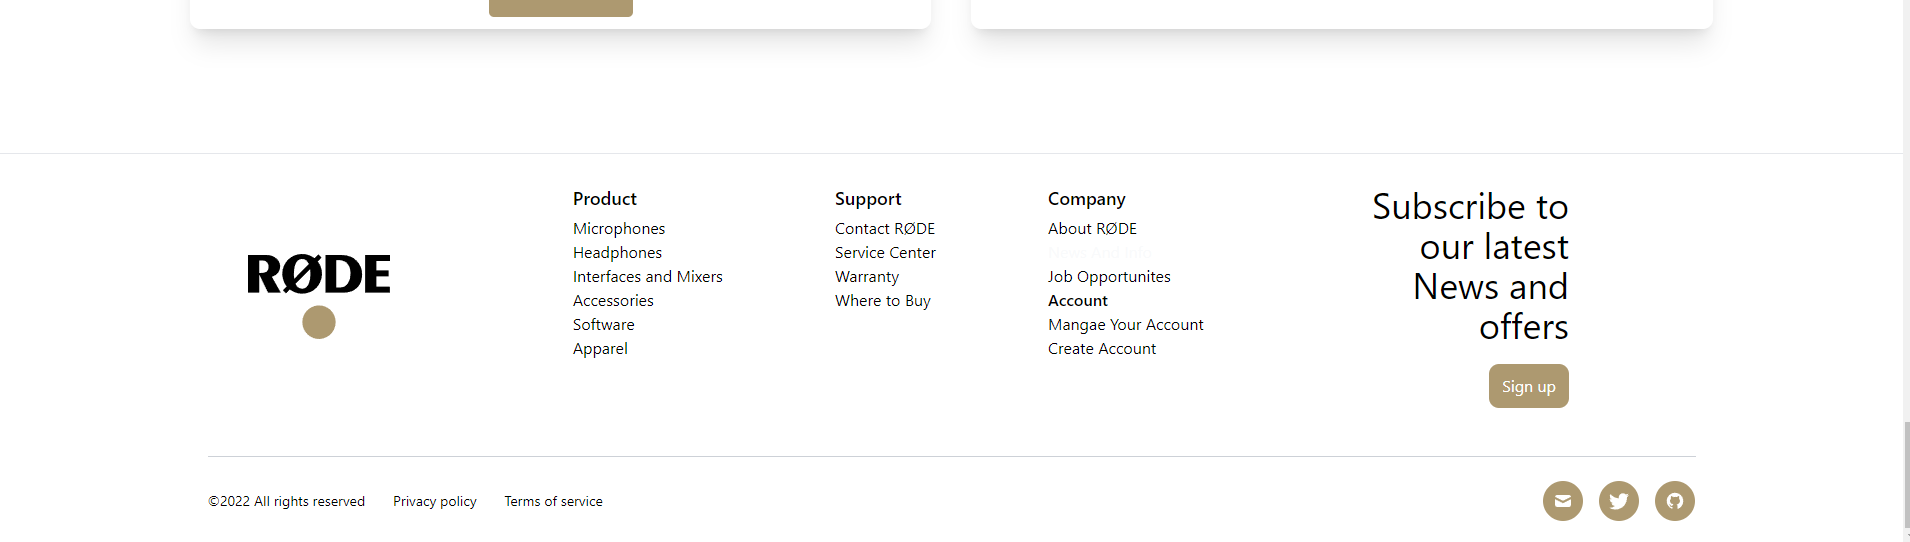 RØDE
Product
Microphones
Headphones
Interfaces and Mixers
Accessories
Software
Apparel
Support
Contact RØDE
Service Center
Warranty
Where to Buy
Company
About RØDE
News And Info
Job Opportunites
Account
Mangae Your Account
Create Account
Subscribe to
our latest
News and
offers
Sign up
©2022 All rights reserved
Privacy policy
Terms of service